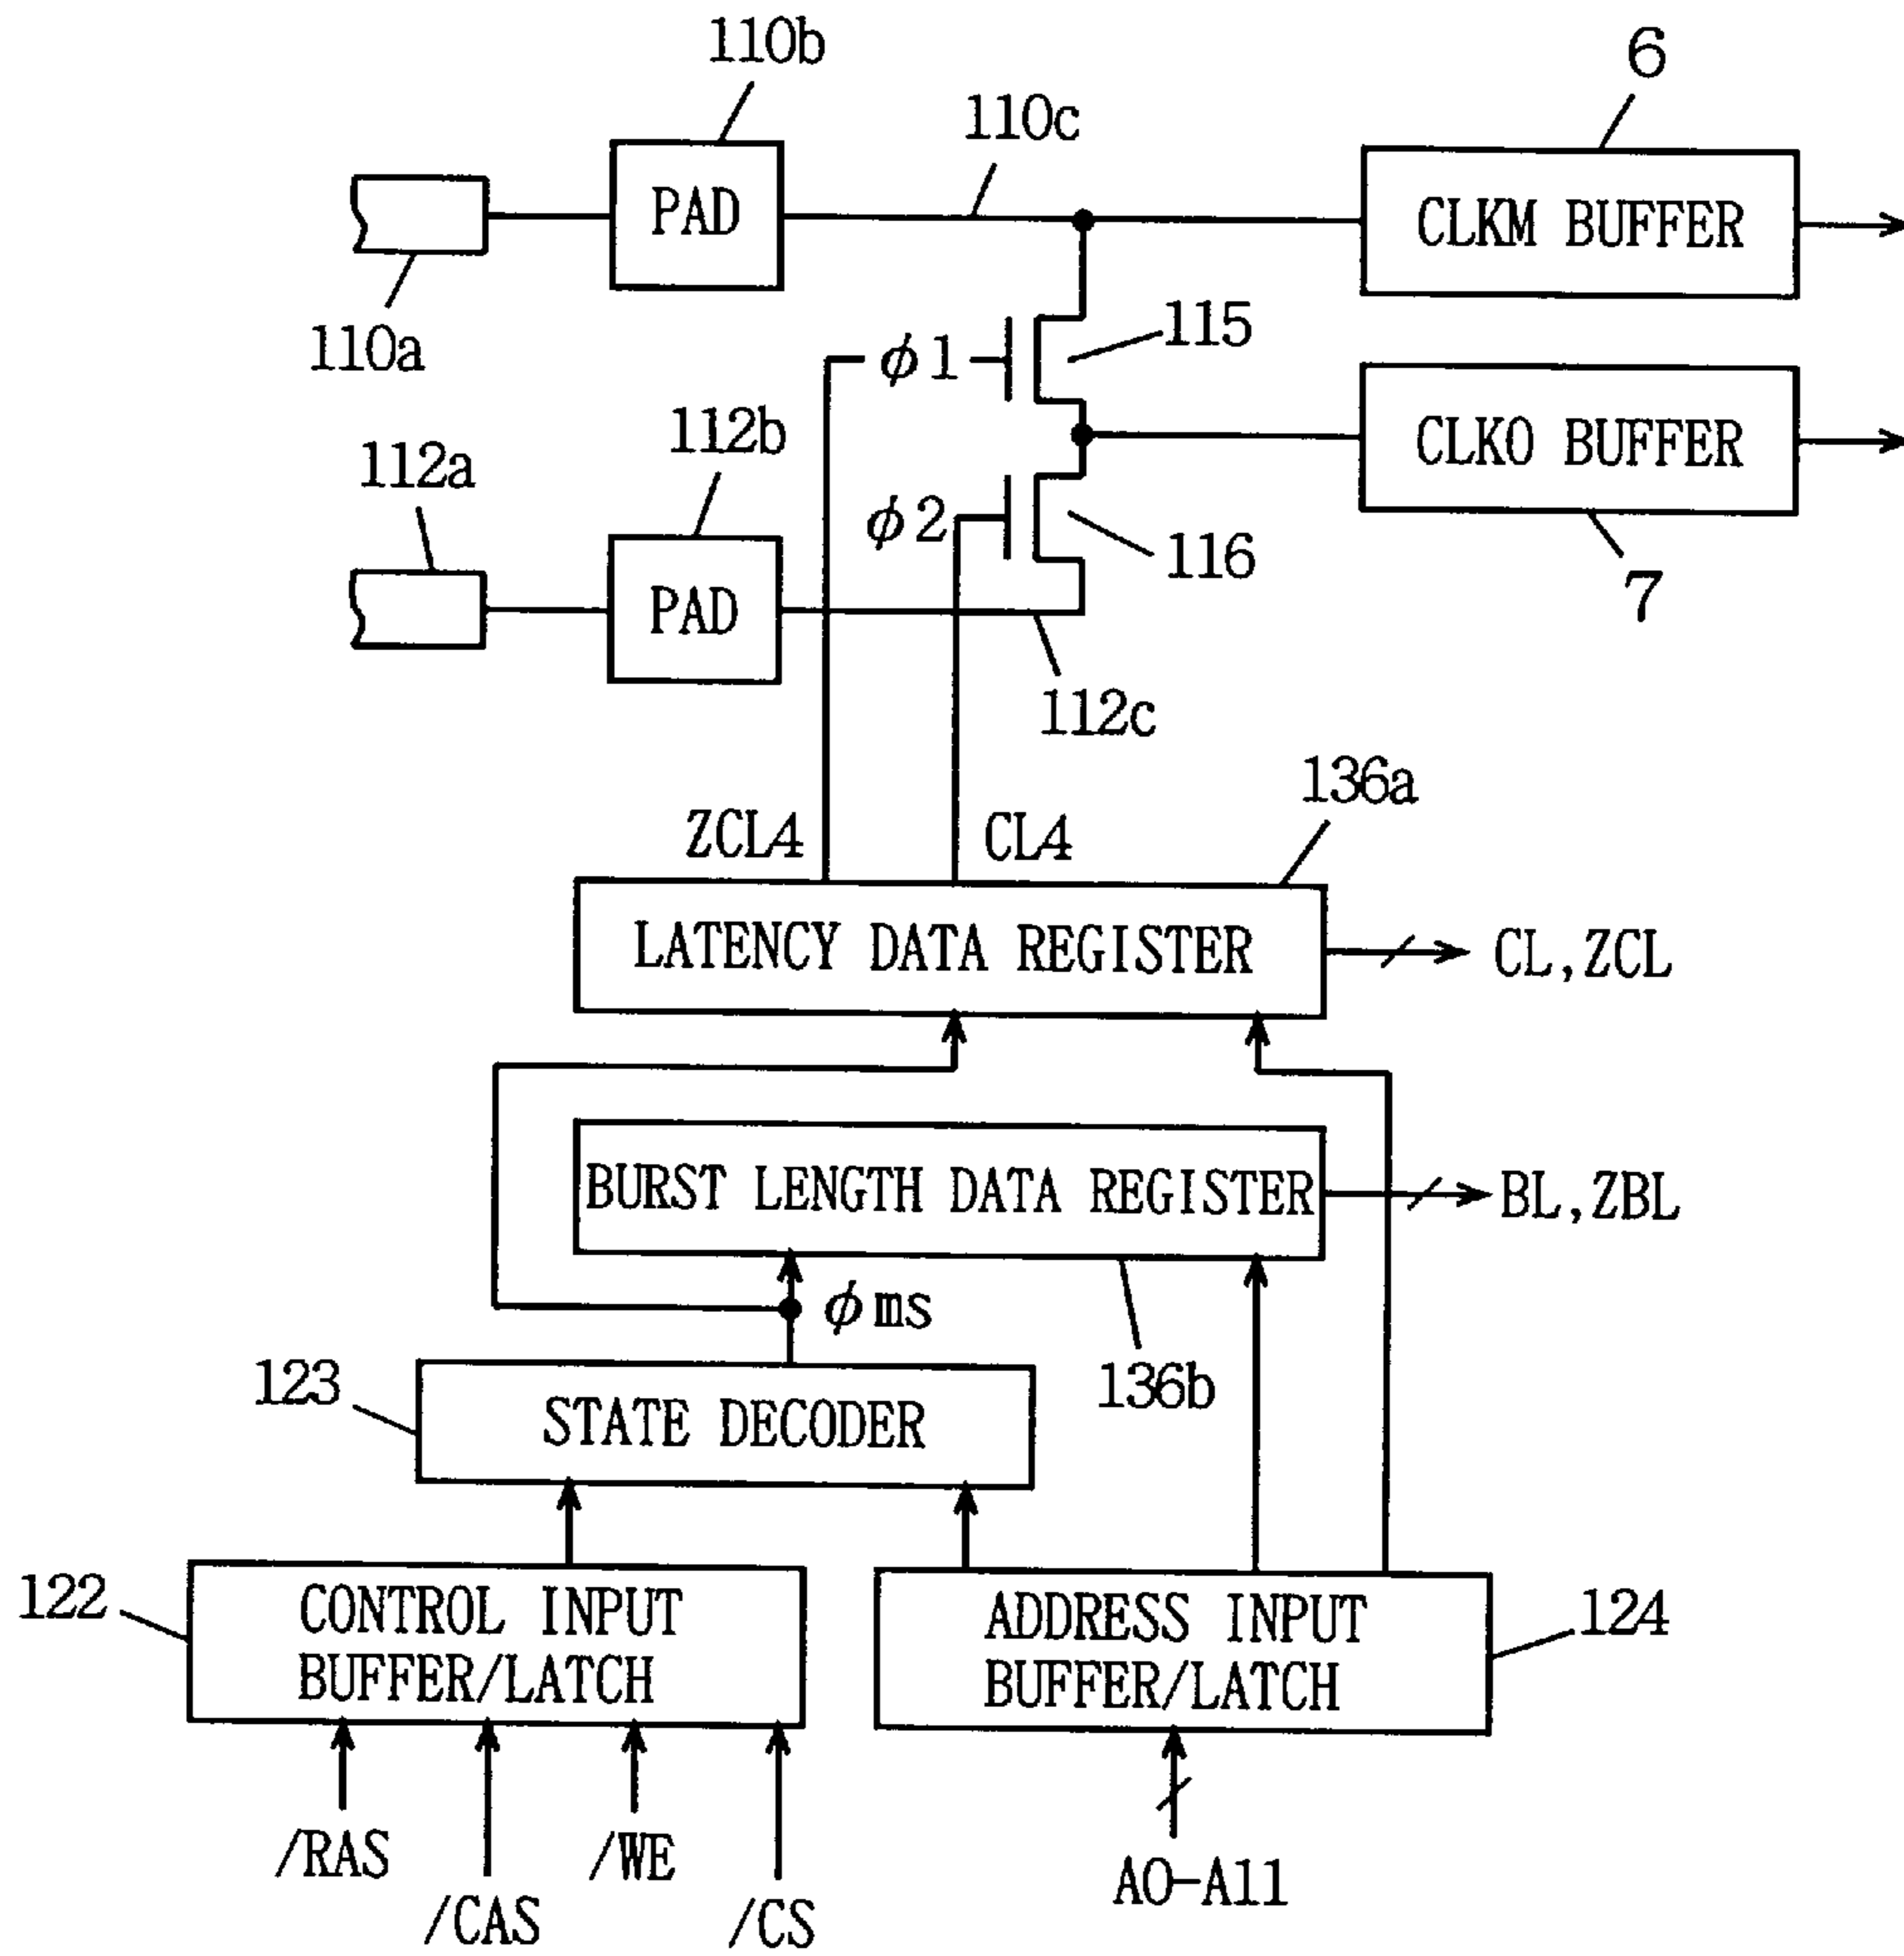 110b
6
110c
PAD
CLKM BUFFER
110a
φ1
115
112b
CLKO BUFFER
112a
φ2
116
PAD
7
112c
136a
ZCL4
CL4
LATENCY DATA REGISTER
CL,ZCL
BURST LENGTH DATA REGISTER
BL,ZBL
φms
123
136b
STATE DECODER
122
CONTROL INPUT
BUFFER/LATCH
ADDRESS INPUT
BUFFER/LATCH
124
/RAS
/CAS
/WE
/CS
A0-A11